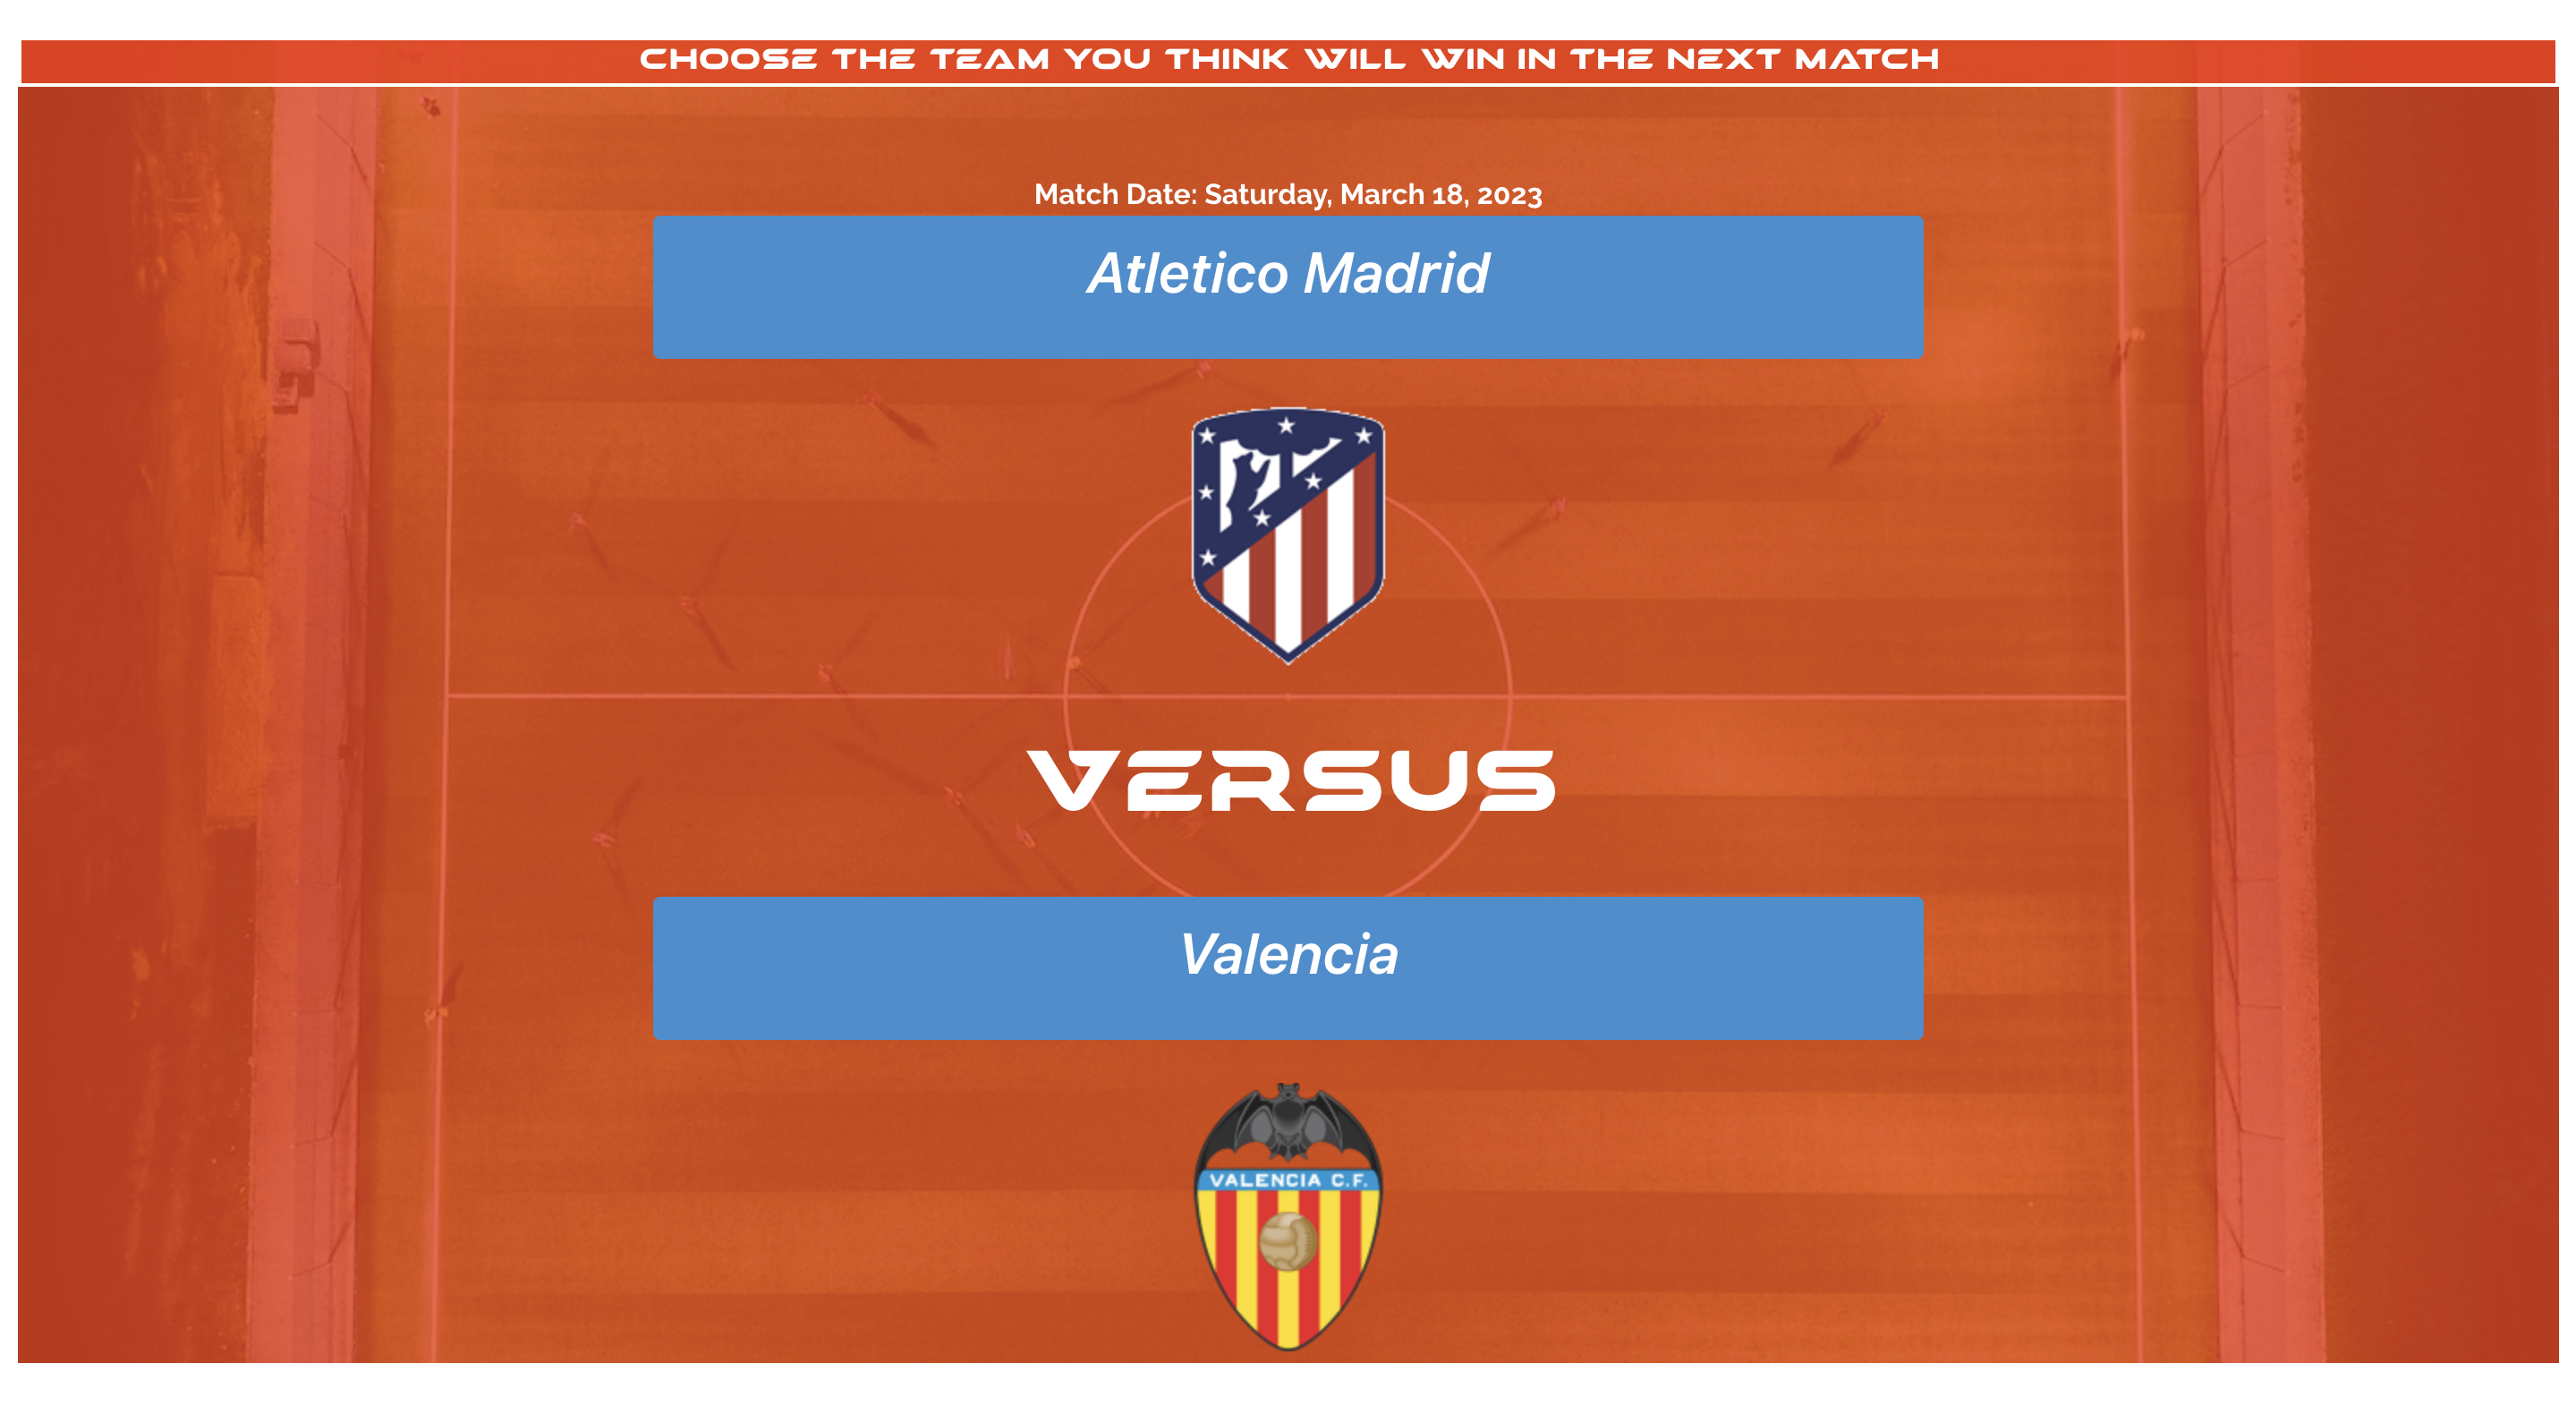 CHOOSE THE TEAM YOU THINK WILL WIN IN THE NEXT MATCH
Match Date: Saturday, March 18, 2023
Atletico Madrid
VERSUS
Valencia
VALENCIA C.F.